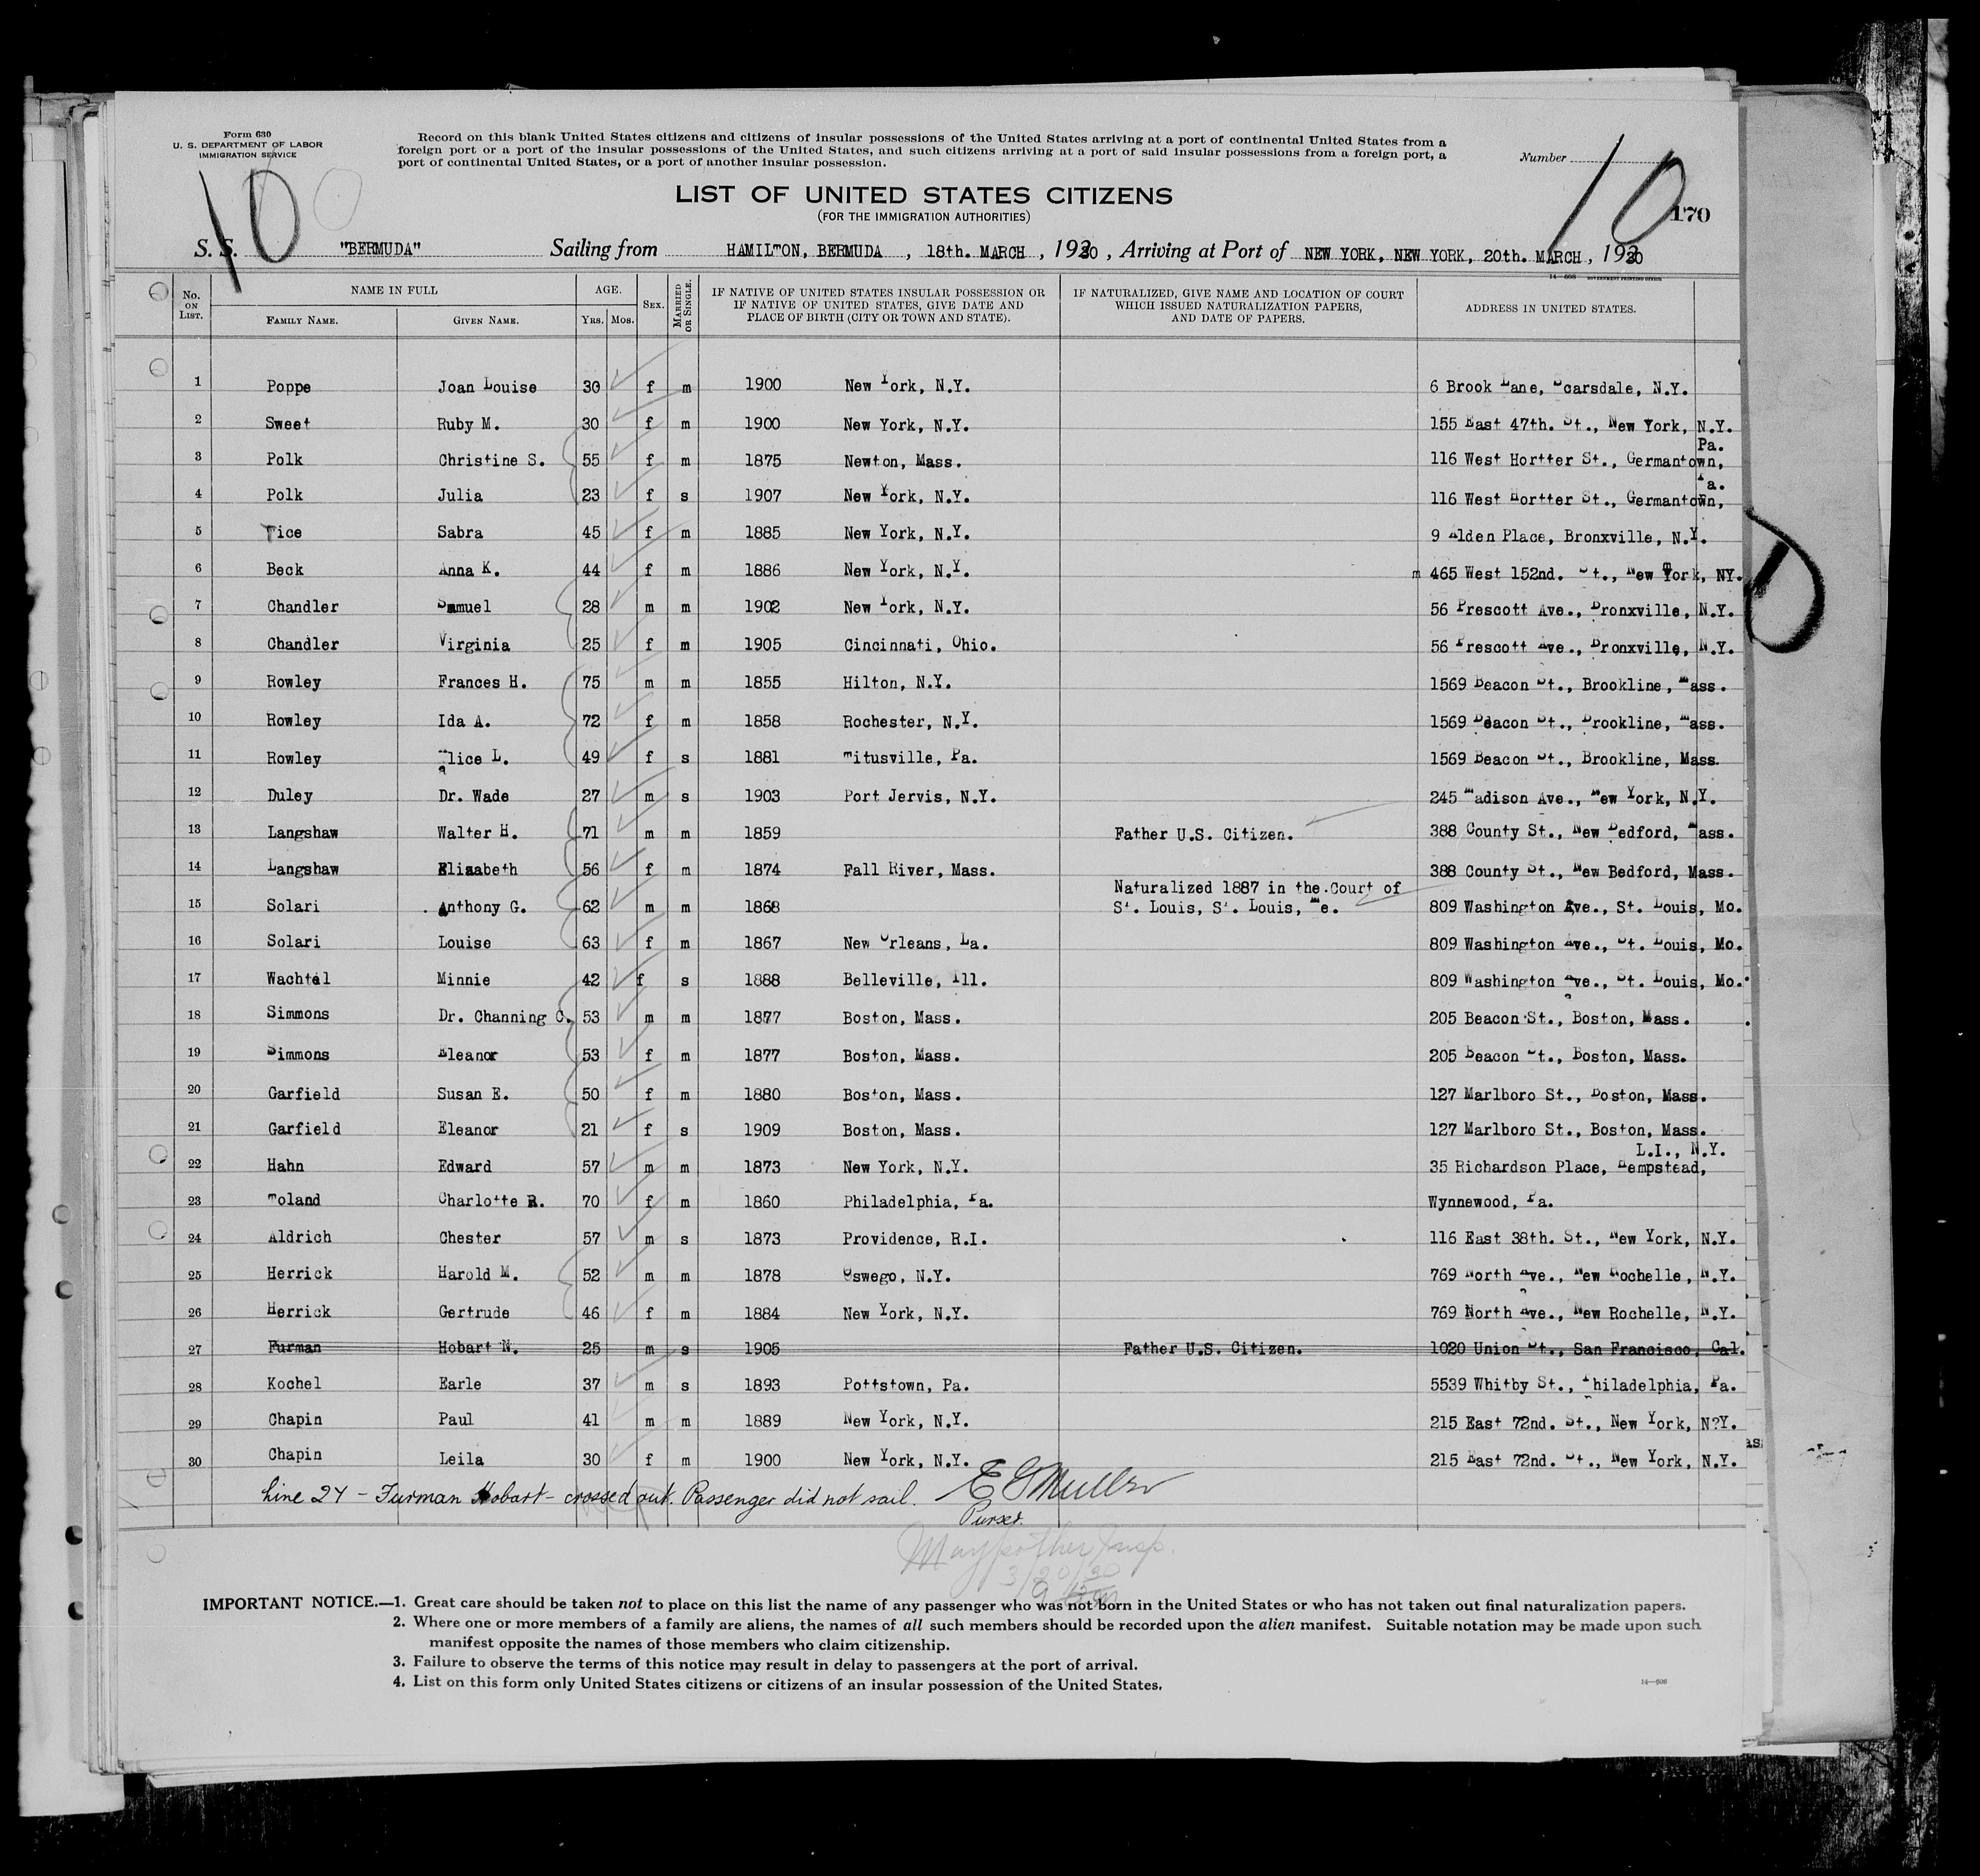 Form 630
U. S. DEPARTMENT OF LABOR
IMMIGRATION SERVICE
Record on this blank United States citizens and citizens of insular possessions of the United States arriving at a port of continental United States from a
foreign port or a port of the insular possessions of the United States, and such citizens arriving at a port of said insular possessions from a foreign port, a
port of continental United States, or a port of another insular possession.
Number
10
10
170
LIST OF UNITED STATES CITIZENS
(FOR THE IMMIGRATION AUTHORITIES)
S. S. "BERMUDA" Sailing from HAMILTON, BERMUDA , 18th. MARCH , 1930 , Arriving at Port of NEW YORK, NEW YORK, 20th. MARCH , 1930
14—608 GOVERNMENT PRINTING OFFICE
No. ON LIST. NAME IN FULL FAMILY NAME. GIVEN NAME. AGE. YRS. MOS. SEX. MARRIED OR SINGLE. IF NATIVE OF UNITED STATES INSULAR POSSESSION OR IF NATIVE OF UNITED STATES, GIVE DATE AND PLACE OF BIRTH (CITY OR TOWN AND STATE). IF NATURALIZED, GIVE NAME AND LOCATION OF COURT WHICH ISSUED NATURALIZATION PAPERS, AND DATE OF PAPERS. ADDRESS IN UNITED STATES.
1 Poppe Joan Louise 30 f m 1900 New York, N.Y. 6 Brook Lane, Scarsdale, N.Y.
2 Sweet Ruby M. 30 f m 1900 New York, N.Y. 155 East 47th. St., New York, N.Y.
3 Polk Christine S. 55 f m 1875 Newton, Mass. 116 West Hortter St., Germantown, Pa.
4 Polk Julia 23 f s 1907 New York, N.Y. 116 West Hortter St., Germantown, Pa.
5 Tice Sabra 45 f m 1885 New York, N.Y. 9 Alden Place, Bronxville, N.Y.
6 Beck Anna K. 44 f m 1886 New York, N.Y. m 465 West 152nd. St., New York, NY.
7 Chandler Samuel 28 m m 1902 New York, N.Y. 56 Prescott Ave., Bronxville, N.Y.
8 Chandler Virginia 25 f m 1905 Cincinnati, Ohio. 56 Prescott Ave., Bronxville, N.Y.
9 Rowley Frances H. 75 m m 1855 Hilton, N.Y. 1569 Beacon St., Brookline, Mass.
10 Rowley Ida A. 72 f m 1858 Rochester, N.Y. 1569 Beacon St., Brookline, Mass.
11 Rowley Alice L. 49 f s 1881 Titusville, Pa. 1569 Beacon St., Brookline, Mass.
12 Duley Dr. Wade 27 m s 1903 Port Jervis, N.Y. 245 Madison Ave., New York, N.Y.
13 Langshaw Walter H. 71 m m 1859 Father U.S. Citizen. 388 County St., New Bedford, Mass.
14 Langshaw Elizabeth 56 f m 1874 Fall River, Mass. 388 County St., New Bedford, Mass.
15 Solari Anthony G. 62 m m 1868 Naturalized 1887 in the Court of St. Louis, St. Louis, Me. 809 Washington Ave., St. Louis, Mo.
16 Solari Louise 63 f m 1867 New Orleans, La. 809 Washington Ave., St. Louis, Mo.
17 Wachtel Minnie 42 f s 1888 Belleville, Ill. 809 Washington Ave., St. Louis, Mo.
18 Simmons Dr. Channing C. 53 m m 1877 Boston, Mass. 205 Beacon St., Boston, Mass.
19 Simmons Eleanor 53 f m 1877 Boston, Mass. 205 Beacon St., Boston, Mass.
20 Garfield Susan E. 50 f m 1880 Boston, Mass. 127 Marlboro St., Boston, Mass.
21 Garfield Eleanor 21 f s 1909 Boston, Mass. 127 Marlboro St., Boston, Mass.
22 Hahn Edward 57 m m 1873 New York, N.Y. 35 Richardson Place, Hempstead, L.I., N.Y.
23 Toland Charlotte R. 70 f m 1860 Philadelphia, Pa. Wynnewood, Pa.
24 Aldrich Chester 57 m s 1873 Providence, R.I. 116 East 38th. St., New York, N.Y.
25 Herrick Harold M. 52 m m 1878 Oswego, N.Y. 769 North Ave., New Rochelle, N.Y.
26 Herrick Gertrude 46 f m 1884 New York, N.Y. 769 North Ave., New Rochelle, N.Y.
27 Furman Hobart N. 25 m s 1905 Father U.S. Citizen. 1020 Union St., San Francisco, Cal.
28 Kochel Earle 37 m s 1893 Pottstown, Pa. 5539 Whitby St., Philadelphia, Pa.
29 Chapin Paul 41 m m 1889 New York, N.Y. 215 East 72nd. St., New York, N?Y.
30 Chapin Leila 30 f m 1900 New York, N.Y. 215 East 72nd. St., New York, N.Y.
Line 27 – Furman Hobart – crossed out. Passenger did not sail. E G Muller
Purser.
Insp.
3/20/30
IMPORTANT NOTICE.—1. Great care should be taken not to place on this list the name of any passenger who was not born in the United States or who has not taken out final naturalization papers.
2. Where one or more members of a family are aliens, the names of all such members should be recorded upon the alien manifest. Suitable notation may be made upon such
manifest opposite the names of those members who claim citizenship.
3. Failure to observe the terms of this notice may result in delay to passengers at the port of arrival.
4. List on this form only United States citizens or citizens of an insular possession of the United States.
14—608